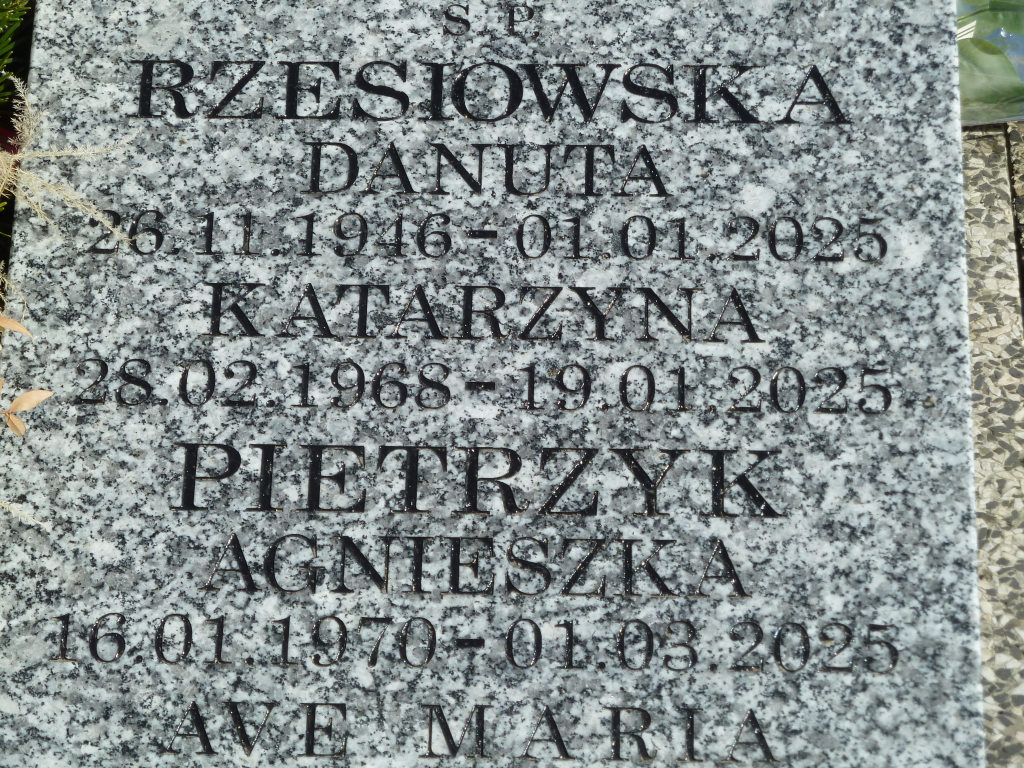 ŚP
RZESIOWSKA
DANUTA
26.11.1946-01.01.2025
KATARZYNA
28.02.1968-19.01.2025
PIETRZYK
AGNIESZKA
16.01.1970-01.03.2025
AVE MARIA